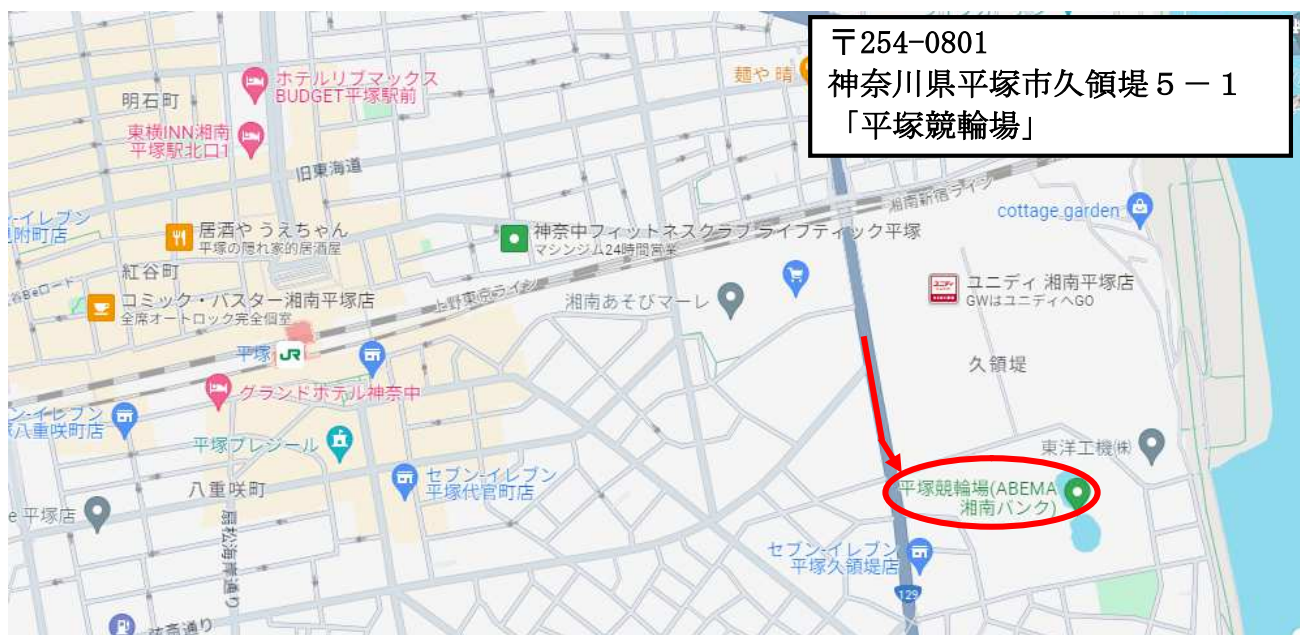 〒254-0801
神奈川県平塚市久領堤５－１
「平塚競輪場」
ホテルリブマックス
BUDGET平塚駅前
麺や 晴
明石町
東横INN湘南
平塚駅北口1
旧東海道
湘南新宿ライン
cottage.garden
居酒や うえちゃん
平塚の隠れ家的居酒屋
神奈中フィットネスクラブ ライフティック平塚
マシンジム24時間営業
紅谷町
コミック・バスター湘南平塚店
全席オートロック完全個室
上野東京ライン
湘南あそびマーレ
ユニディ
ユニディ 湘南平塚店
GWはユニディへGO
平塚
JR
久領堤
グランドホテル神奈中
セブン-イレブン
八重咲町店
平塚プレジール
東洋工機㈱
八重咲町
セブン-イレブン
平塚代官町店
平塚競輪場(ABEMA
湘南バンク)
e 平塚店
扇松海岸通り
セブン-イレブン
平塚久領堤店
129